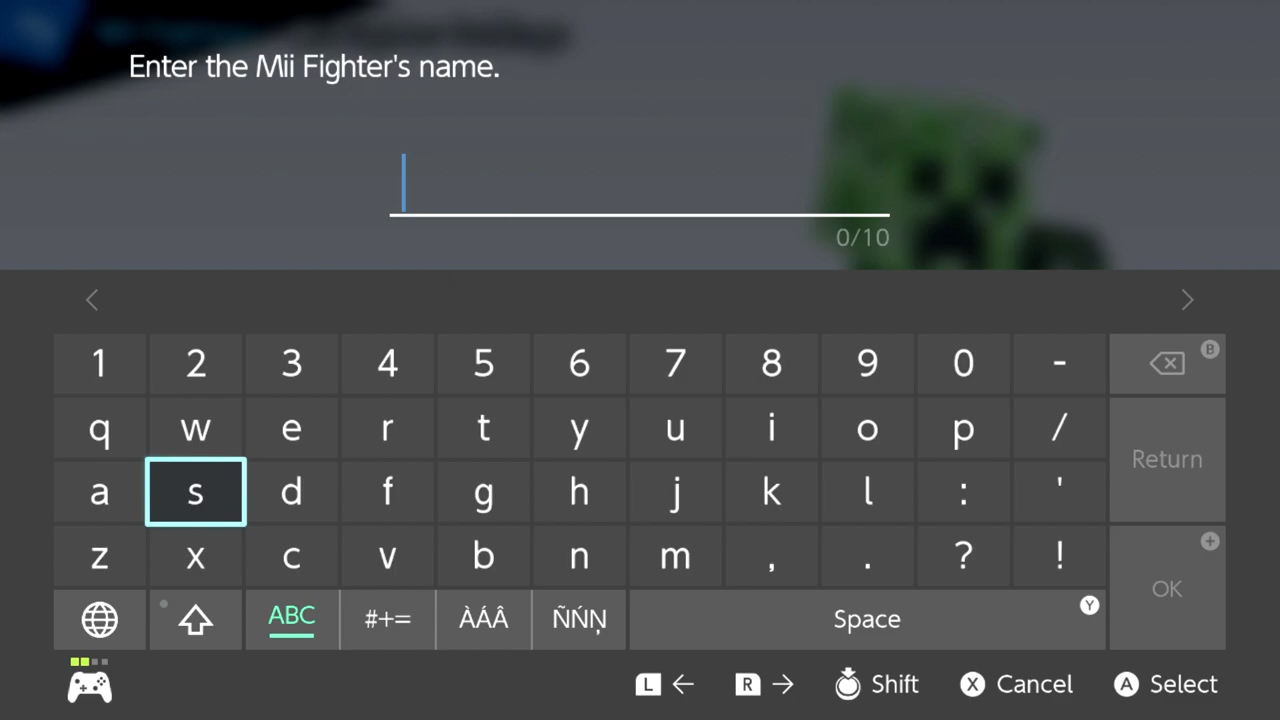 Enter the Mii Fighter's name.
0/10
1 2 3 4 5 6 7 8 9 0 -
B
q w e r t y u i o p /
Return
a s d f g h j k l : '
z x c v b n m , . ? !
OK
ABC #+= ÀÁÂ ÑŃŅ Space Y
L ← R → Shift X Cancel A Select